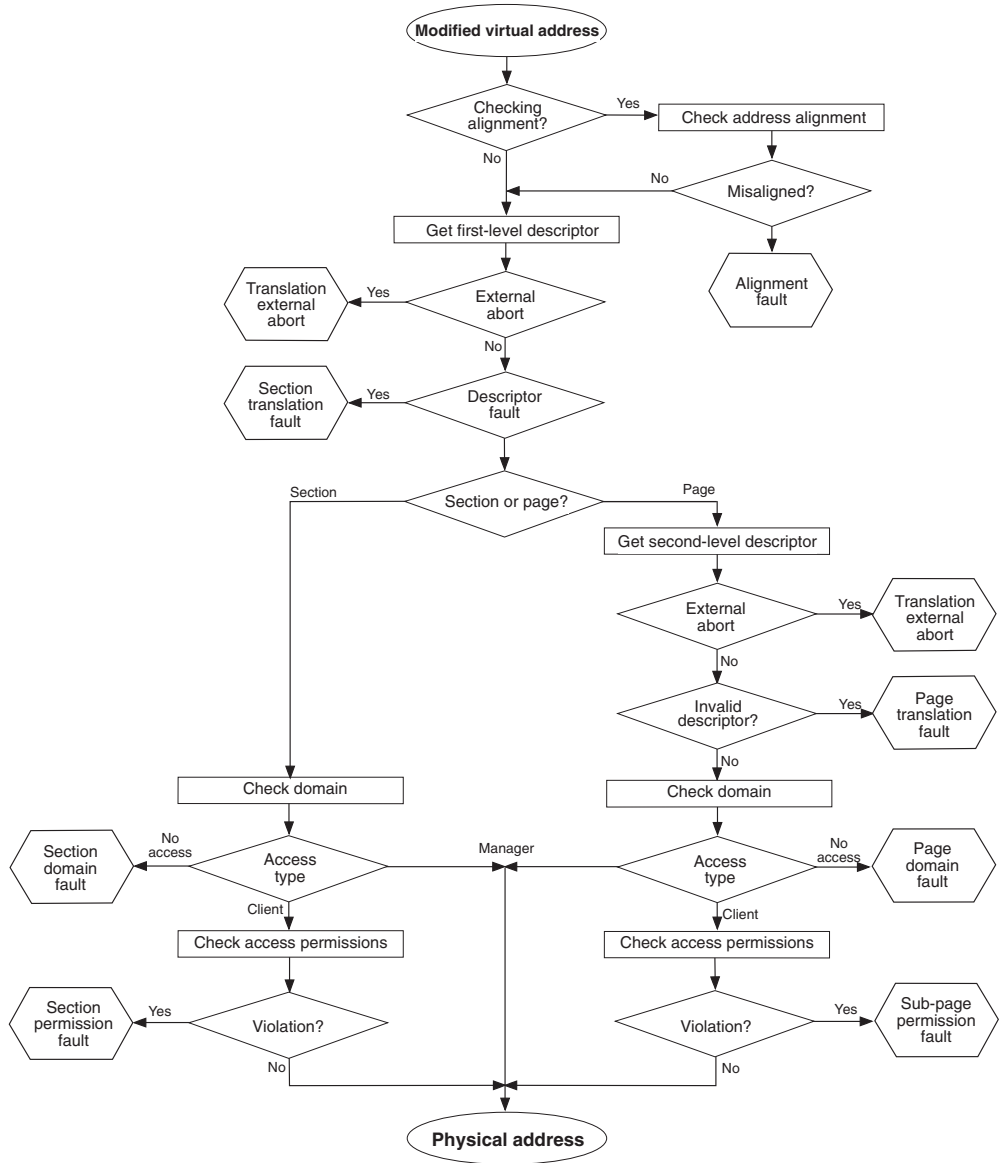 Modified virtual address
Checking
alignment?
Yes
Check address alignment
No
No
Misaligned?
Get first-level descriptor
Alignment
fault
Translation
external
abort
Yes
External
abort
No
Section
translation
fault
Yes
Descriptor
fault
Section
Section or page?
Page
Get second-level descriptor
External
abort
Yes
Translation
external
abort
No
Invalid
descriptor?
Yes
Page
translation
fault
No
Check domain
Check domain
Section
domain
fault
No
access
Access
type
Manager
Access
type
No
access
Page
domain
fault
Client
Client
Check access permissions
Check access permissions
Section
permission
fault
Yes
Violation?
Violation?
Yes
Sub-page
permission
fault
No
No
Physical address